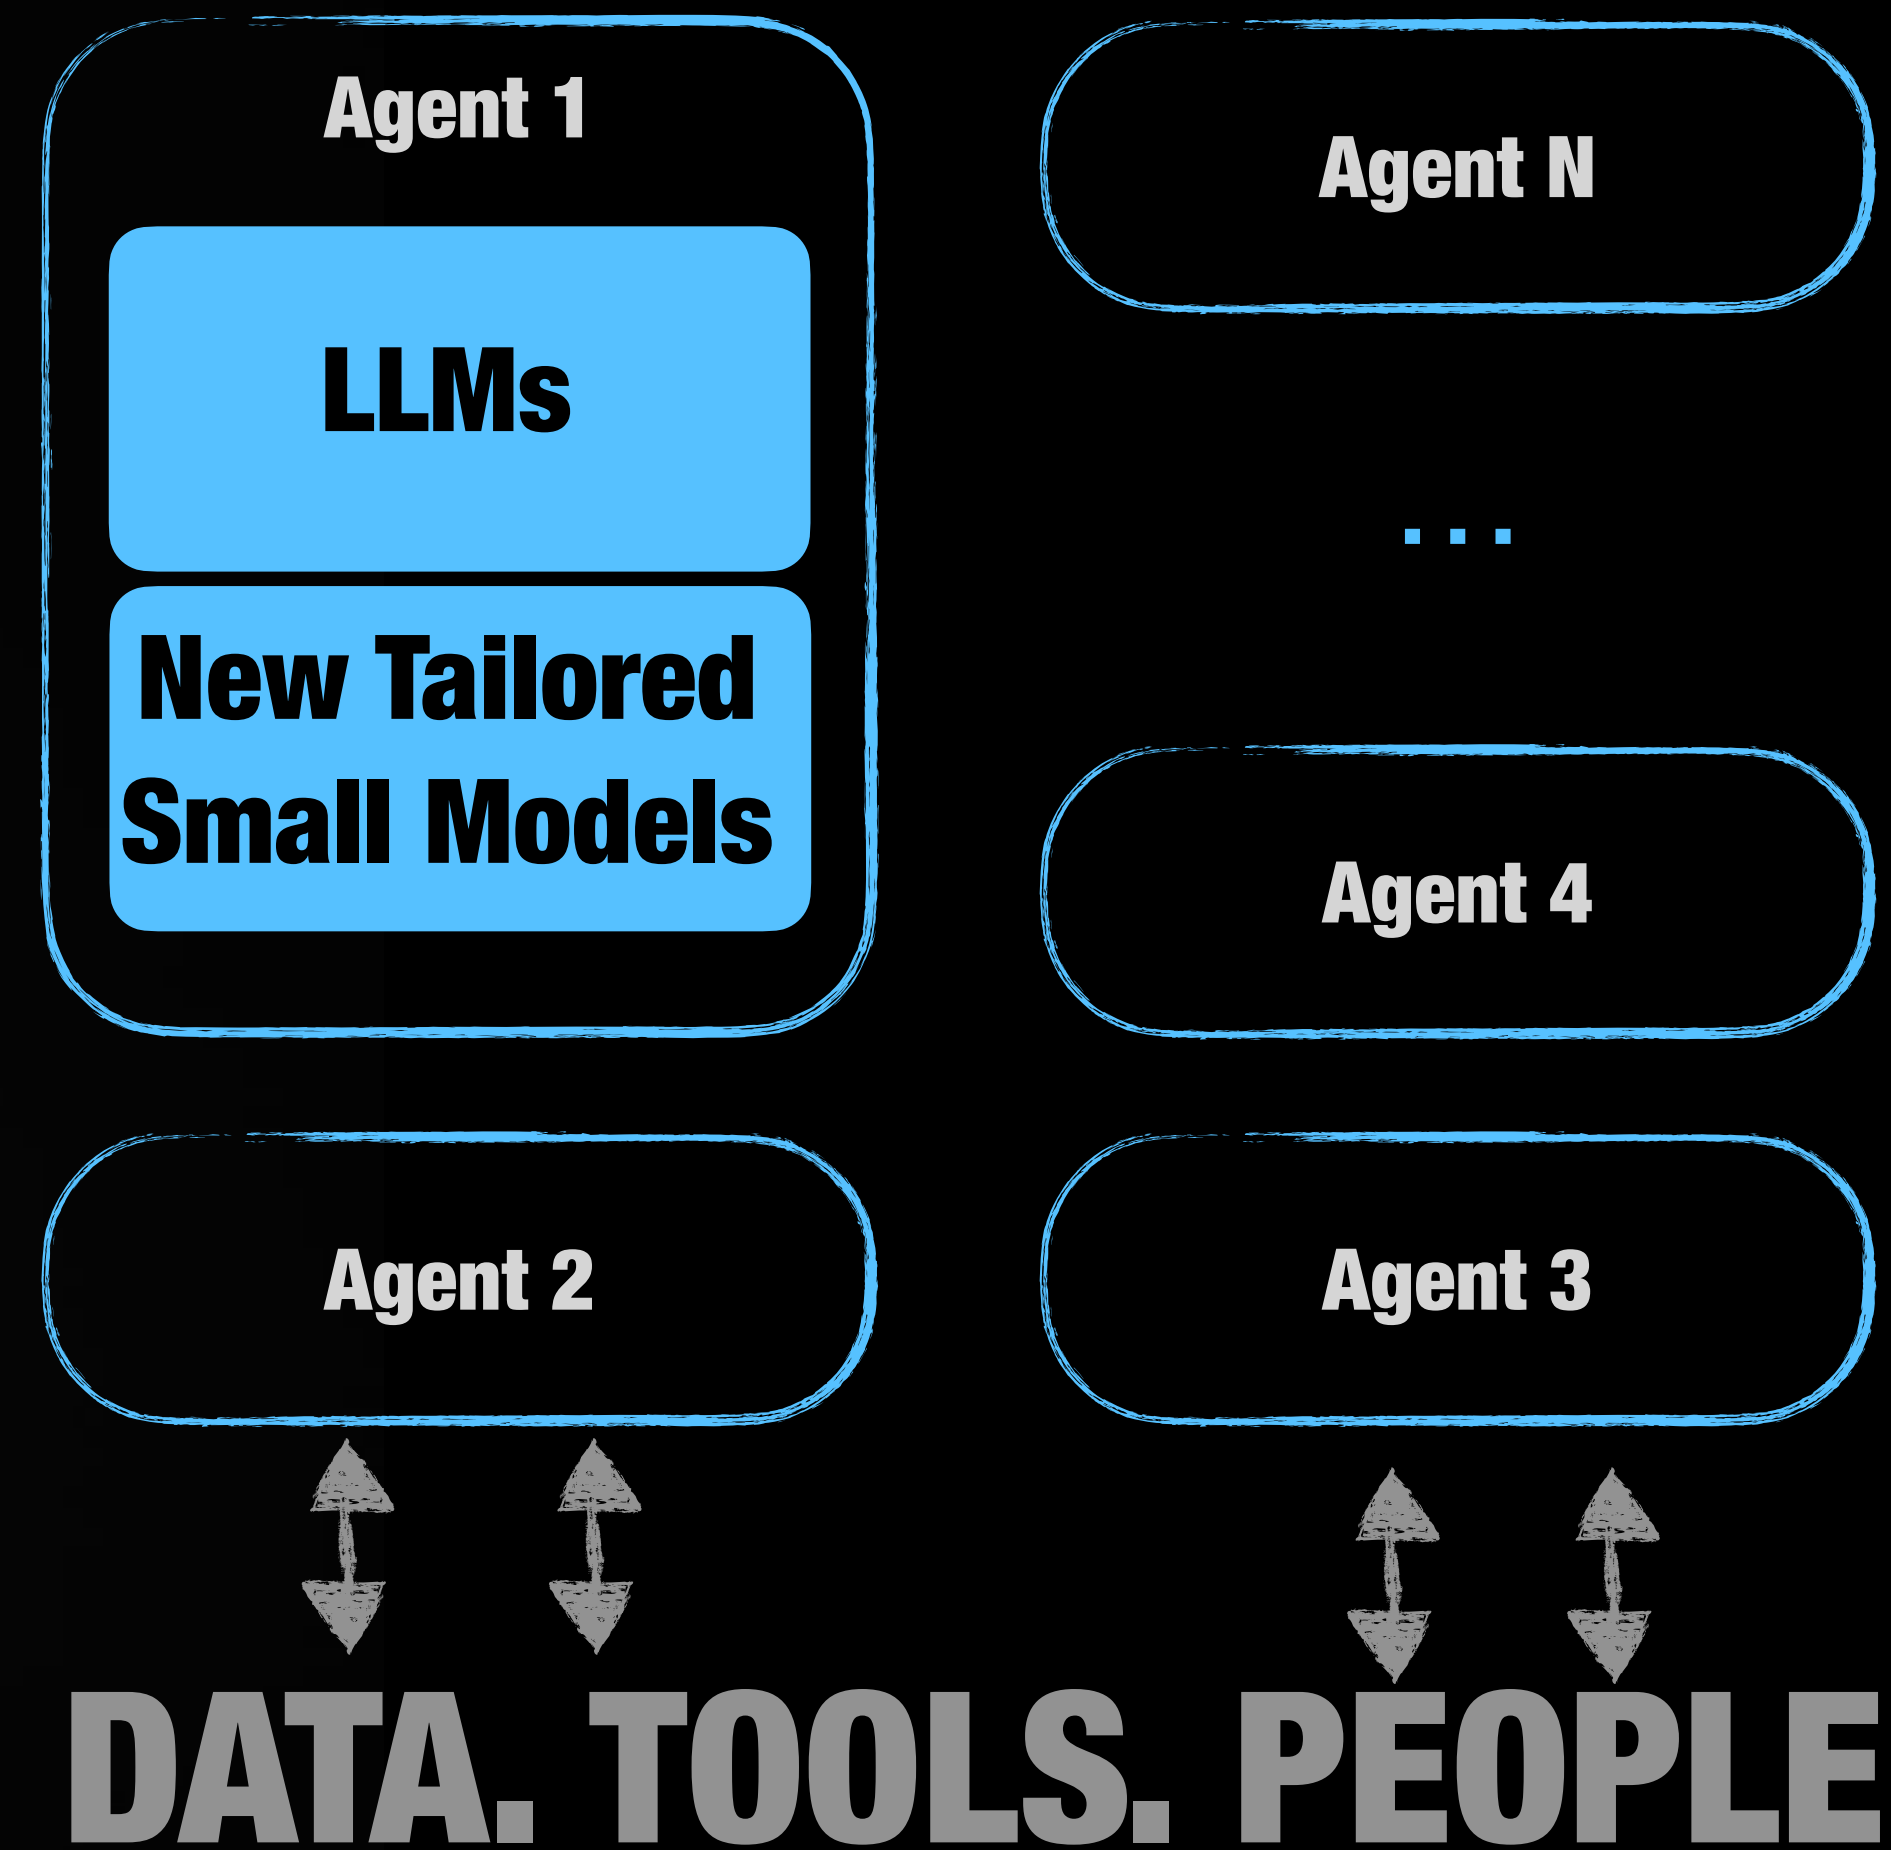 Agent 1
LLMs
New Tailored
Small Models
Agent N
...
Agent 4
Agent 2
Agent 3
DATA. TOOLS. PEOPLE